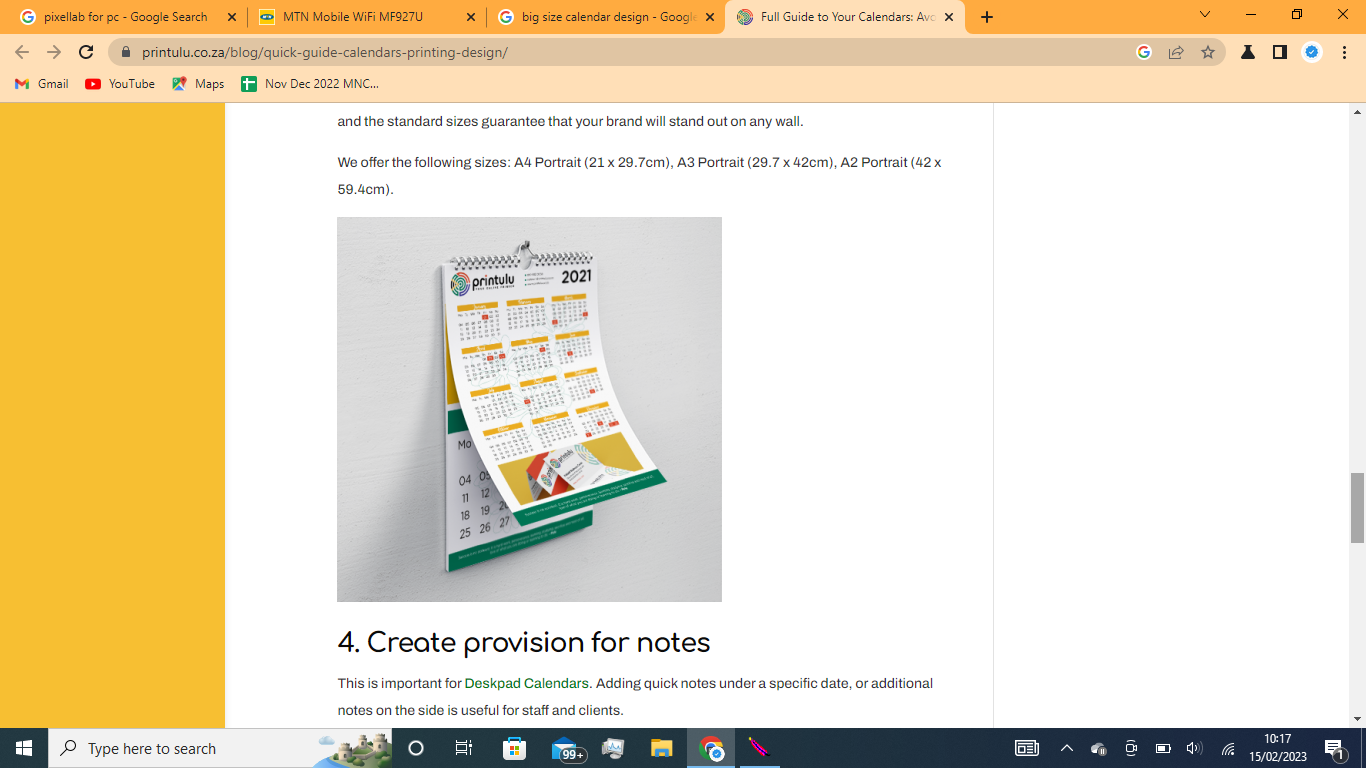 pixellab for pc - Google Search
MTN Mobile WiFi MF927U
big size calendar design - Google
Full Guide to Your Calendars: Avo
printulu.co.za/blog/quick-guide-calendars-printing-design/
Gmail
YouTube
Maps
Nov Dec 2022 MNC...
and the standard sizes guarantee that your brand will stand out on any wall.
We offer the following sizes: A4 Portrait (21 x 29.7cm), A3 Portrait (29.7 x 42cm), A2 Portrait (42 x
59.4cm).
printulu
2021
Mo
04
11 12
18 19
25 26 27
4. Create provision for notes
This is important for Deskpad Calendars. Adding quick notes under a specific date, or additional
notes on the side is useful for staff and clients.
Type here to search
99+
10:17
15/02/2023
1